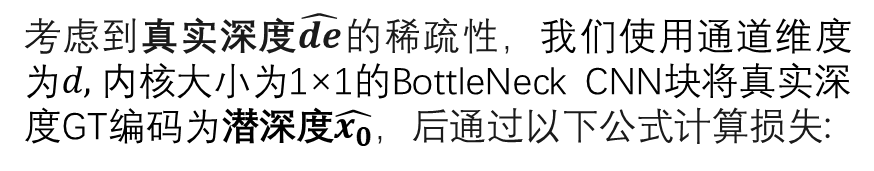 考虑到真实深度$\widehat{de}$的稀疏性，我们使用通道维度
为$d$, 内核大小为1×1的BottleNeck CNN块将真实深
度GT编码为潜深度$\widehat{x_0}$，后通过以下公式计算损失: